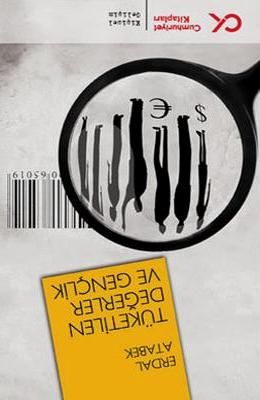 ERDAL
ATABEK
TÜKETİLEN
DEĞERLER
VE GENÇLİK
$ €
Cumhuriyet
Kitapları
Kişisel
Gelişim